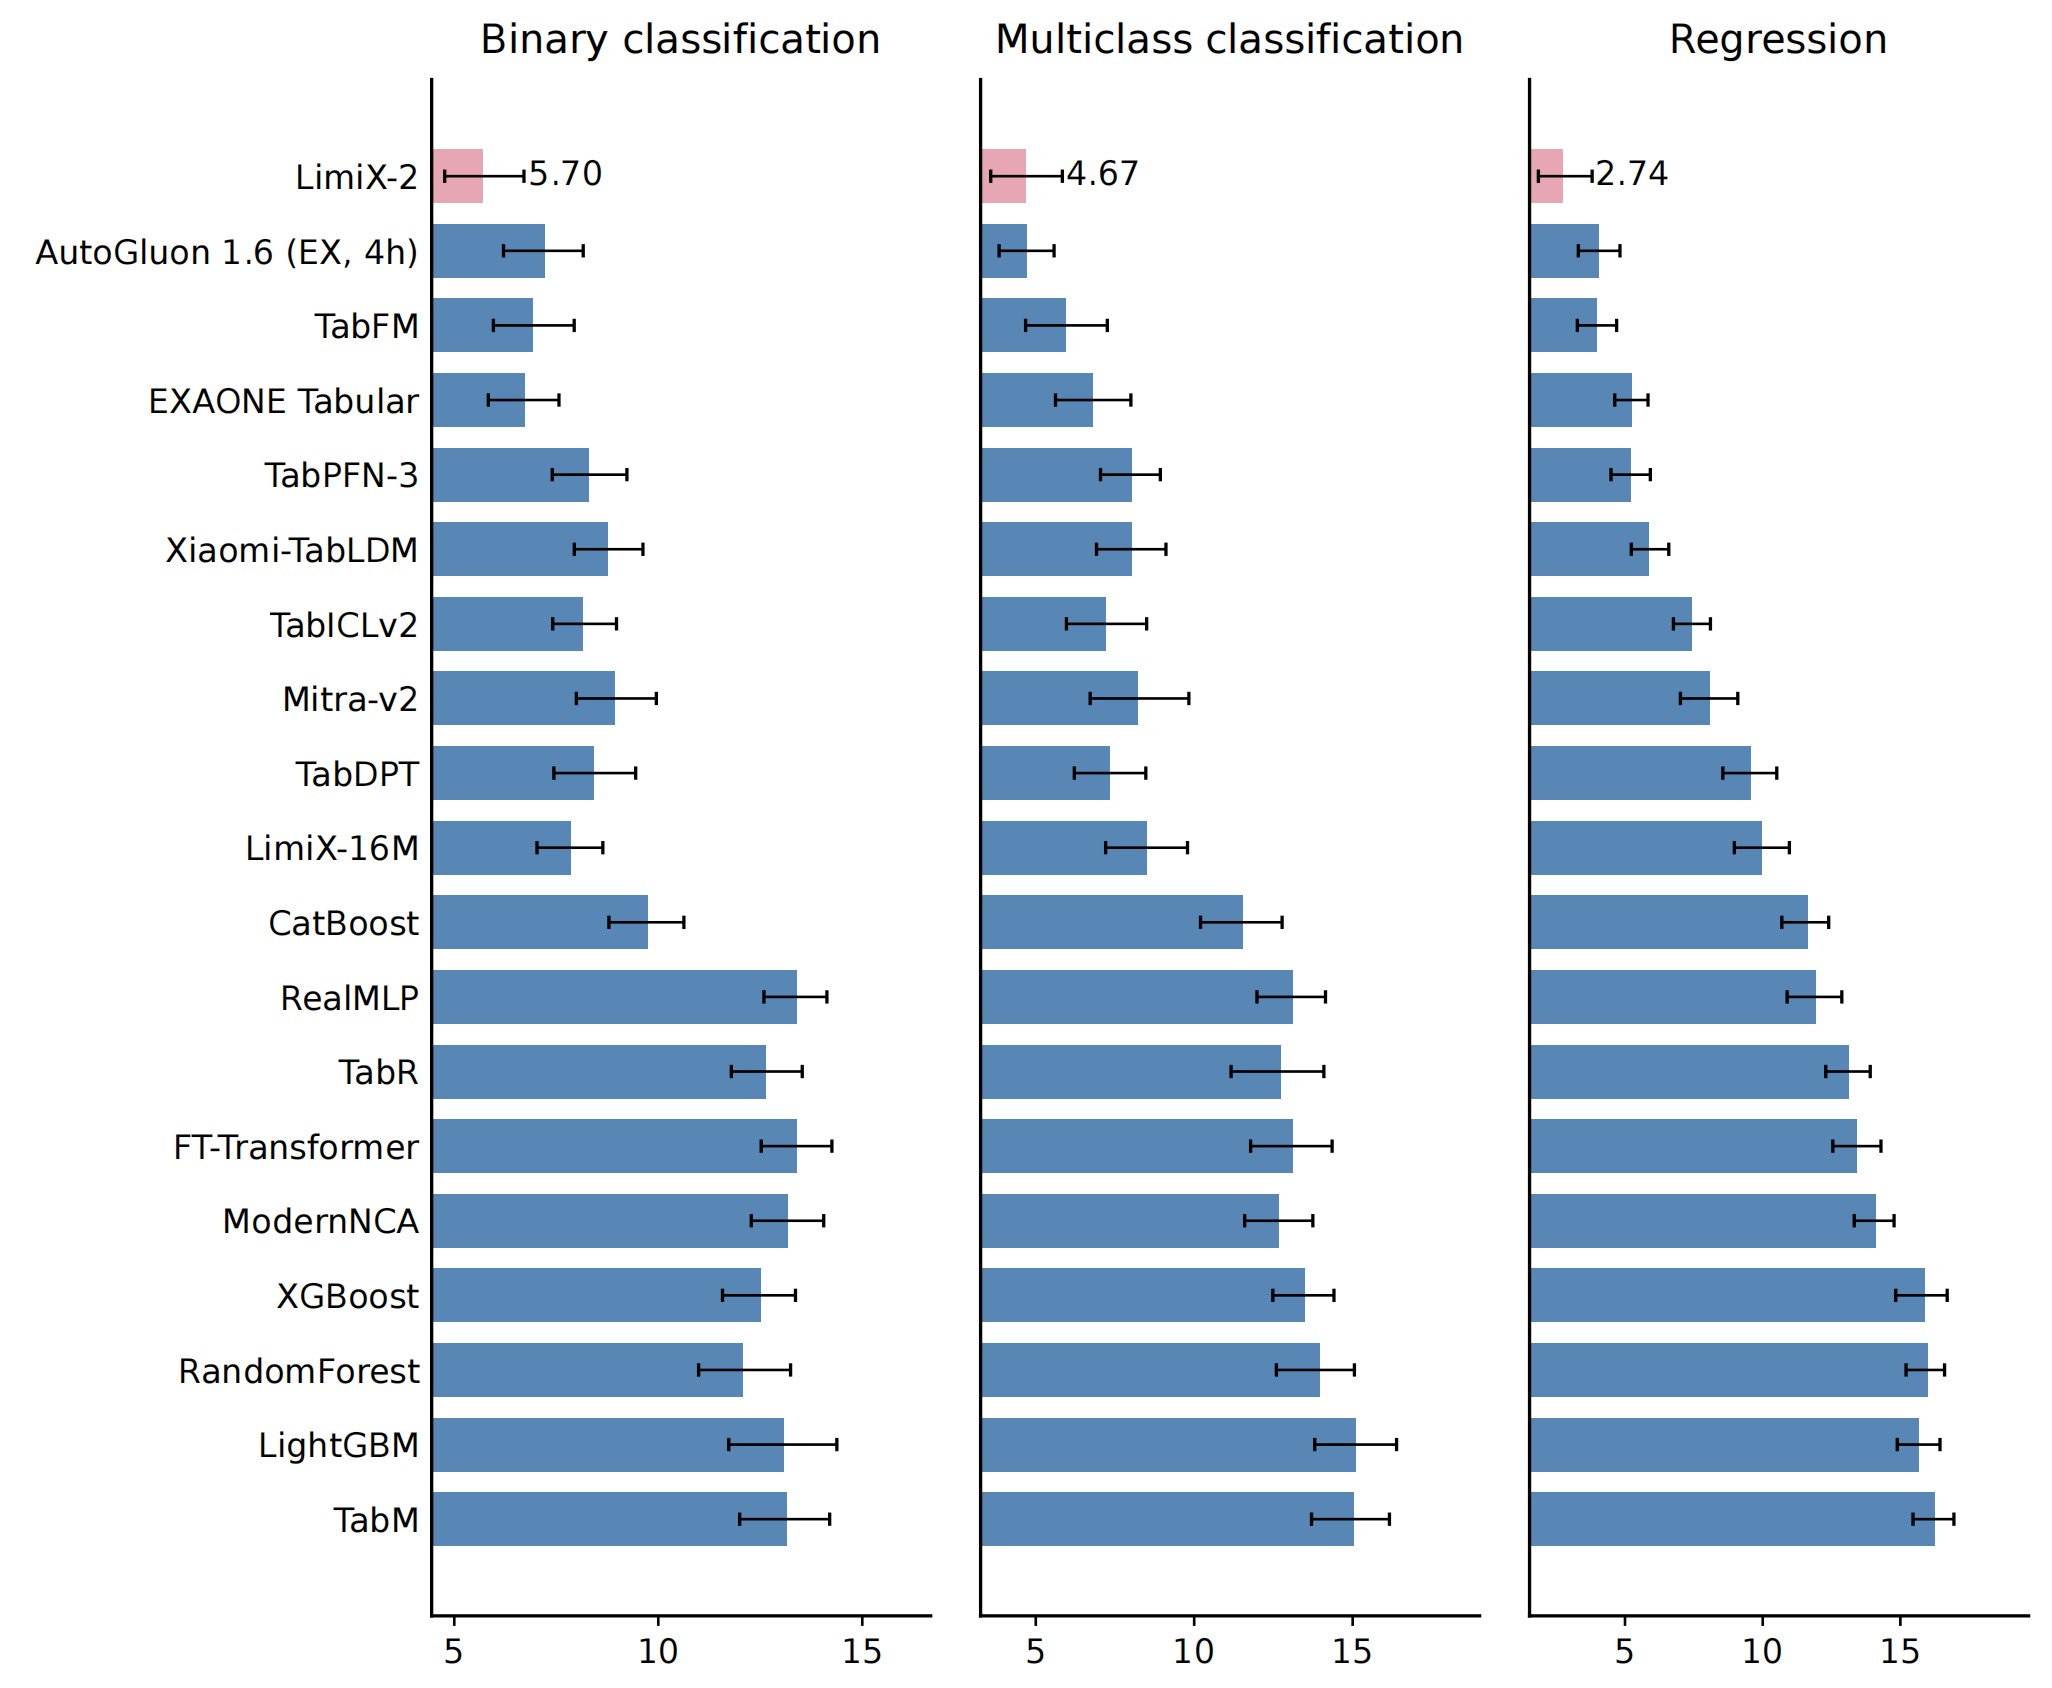 Binary classification
Multiclass classification
Regression
LimiX-2
5.70
4.67
2.74
AutoGluon 1.6 (EX, 4h)
TabFM
EXAONE Tabular
TabPFN-3
Xiaomi-TabLDM
TabICLv2
Mitra-v2
TabDPT
LimiX-16M
CatBoost
RealMLP
TabR
FT-Transformer
ModernNCA
XGBoost
RandomForest
LightGBM
TabM
5 10 15
5 10 15
5 10 15